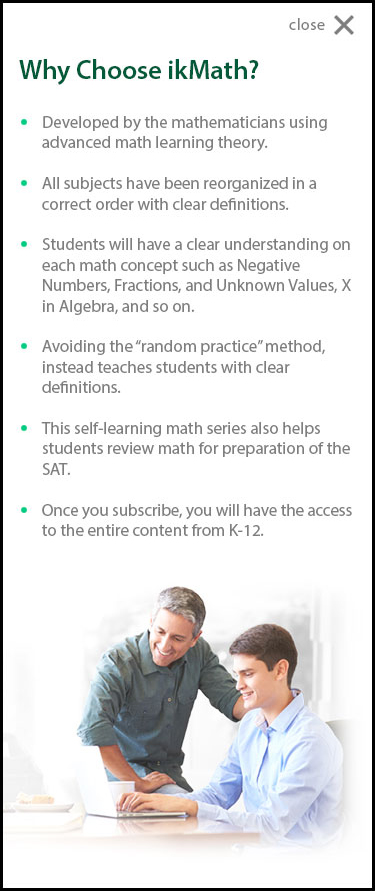 close
Why Choose ikMath?
Developed by the mathematicians using
advanced math learning theory.
All subjects have been reorganized in a
correct order with clear definitions.
Students will have a clear understanding on
each math concept such as Negative
Numbers, Fractions, and Unknown Values, X
in Algebra, and so on.
Avoiding the “random practice” method,
instead teaches students with clear
definitions.
This self-learning math series also helps
students review math for preparation of the
SAT.
Once you subscribe, you will have the access
to the entire content from K-12.